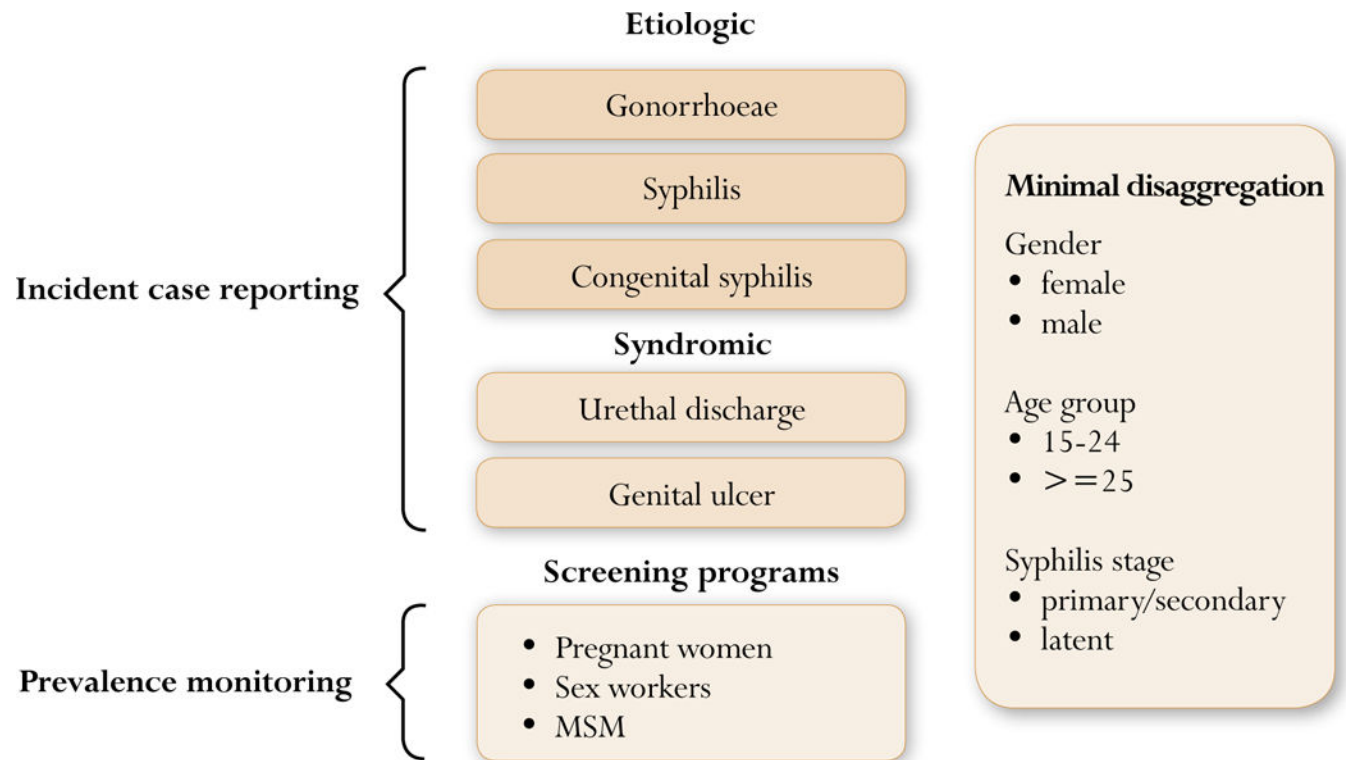 Etiologic
Gonorrhoeae
Syphilis
Congenital syphilis
Incident case reporting
Syndromic
Urethal discharge
Genital ulcer
Screening programs
Prevalence monitoring
• Pregnant women
• Sex workers
• MSM
Minimal disaggregation
Gender
• female
• male
Age group
• 15-24
• >=25
Syphilis stage
• primary/secondary
• latent